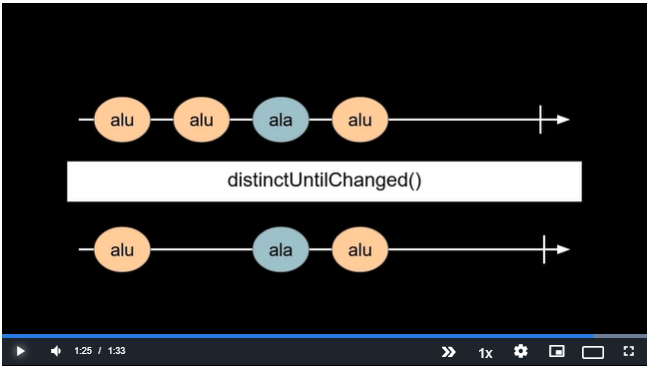 alu alu ala alu
distinctUntilChanged()
alu ala alu
1:25 / 1:33 1x